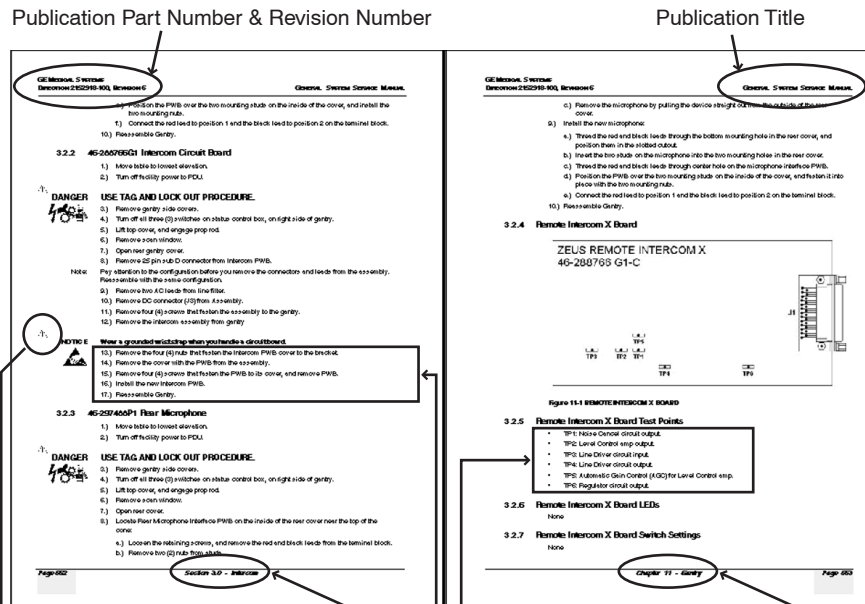 Publication Part Number & Revision Number
Publication Title
GE MEDICAL SYSTEMS
DIRECTION 2152918-100, REVISION 6
GENERAL SYSTEM SERVICE MANUAL
Position the PWB over the two mounting studs on the inside of the cover, and install the
two mounting nuts.
f.) Connect the red lead to position 1 and the black lead to position 2 on the terminal block.
10.) Reassemble Gantry.
3.2.2 46-288766G1 Intercom Circuit Board
1.) Move table to lowest elevation.
2.) Turn off facility power to PDU.
DANGER USE TAG AND LOCK OUT PROCEDURE.
3.) Remove gantry side covers.
4.) Turn off all three (3) switches on status control box, on right side of gantry.
5.) Lift top cover, and engage prop rod.
6.) Remove scan window.
7.) Open rear gantry cover.
8.) Remove 25 pin sub D connector from Intercom PWB.
Note: Pay attention to the configuration before you remove the connectors and leads from the assembly.
Reassemble with the same configuration.
9.) Remove two AC leads from line filter.
10.) Remove DC connector (J3) from Assembly.
11.) Remove four (4) screws that fasten the assembly to the gantry.
12.) Remove the intercom assembly from gantry
NOTICE Wear a grounded wriststrap when you handle a circuit board.
13.) Remove the four (4) nuts that fasten the Intercom PWB cover to the bracket.
14.) Remove the cover with the PWB from the assembly.
15.) Remove four (4) screws that fasten the PWB to its cover, and remove PWB.
16.) Install the new Intercom PWB.
17.) Reassemble Gantry.
3.2.3 46-297488P1 Rear Microphone
1.) Move table to lowest elevation.
2.) Turn off facility power to PDU.
DANGER USE TAG AND LOCK OUT PROCEDURE.
3.) Remove gantry side covers.
4.) Turn off all three (3) switches on status control box, on right side of gantry.
5.) Lift top cover, and engage prop rod.
6.) Remove scan window.
7.) Open rear cover.
8.) Locate Rear Microphone Interface PWB on the inside of the rear cover near the top of the
cone:
a.) Loosen the retaining screws, and remove the red and black leads from the terminal block.
b.) Remove two (2) nuts from studs.
Page 552
Section 3.0 - Intercom
GE MEDICAL SYSTEMS
DIRECTION 2152918-100, REVISION 6
GENERAL SYSTEM SERVICE MANUAL
c.) Remove the microphone by pulling the device straight out from the outside of the rear
cover.
9.) Install the new microphone:
a.) Thread the red and black leads through the bottom mounting hole in the rear cover, and
position them in the slotted cutout.
b.) Insert the two studs on the microphone into the two mounting holes in the rear cover.
c.) Thread the red and black leads through center hole on the microphone interface PWB.
d.) Position the PWB over the two mounting studs on the inside of the cover, and fasten it into
place with the two mounting nuts.
e.) Connect the red lead to position 1 and the black lead to position 2 on the terminal block.
10.) Reassemble Gantry.
3.2.4 Remote Intercom X Board
ZEUS REMOTE INTERCOM X
46-288766 G1-C
J1
TP5
TP3 TP2 TP1
TP4 TP6
Figure 11-1 REMOTE INTERCOM X BOARD
3.2.5 Remote Intercom X Board Test Points
• TP1: Noise Cancel circuit output.
• TP2: Level Control amp output.
• TP3: Line Driver circuit input.
• TP4: Line Driver circuit output.
• TP5: Automatic Gain Control (AGC) for Level Control amp.
• TP6: Regulator circuit output.
3.2.6 Remote Intercom X Board LEDs
None
3.2.7 Remote Intercom X Board Switch Settings
None
Chapter 11 - Gantry
Page 553